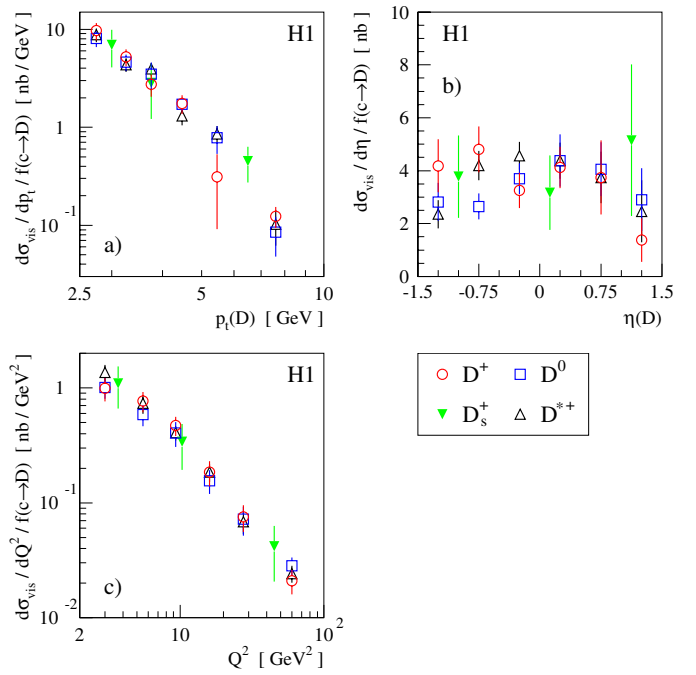 dσvis / dpt / f(c→D) [ nb / GeV ]
10
1
10⁻¹
H1
a)
2.5 5 10
pt(D) [ GeV ]
dσvis / dη / f(c→D) [ nb ]
10
8
6
4
2
0
H1
b)
-1.5 -0.75 0 0.75 1.5
η(D)
dσvis / dQ² / f(c→D) [ nb / GeV² ]
1
10⁻¹
10⁻²
H1
c)
2 10 10²
Q² [ GeV² ]
D⁺ D⁰
Ds⁺ D*⁺